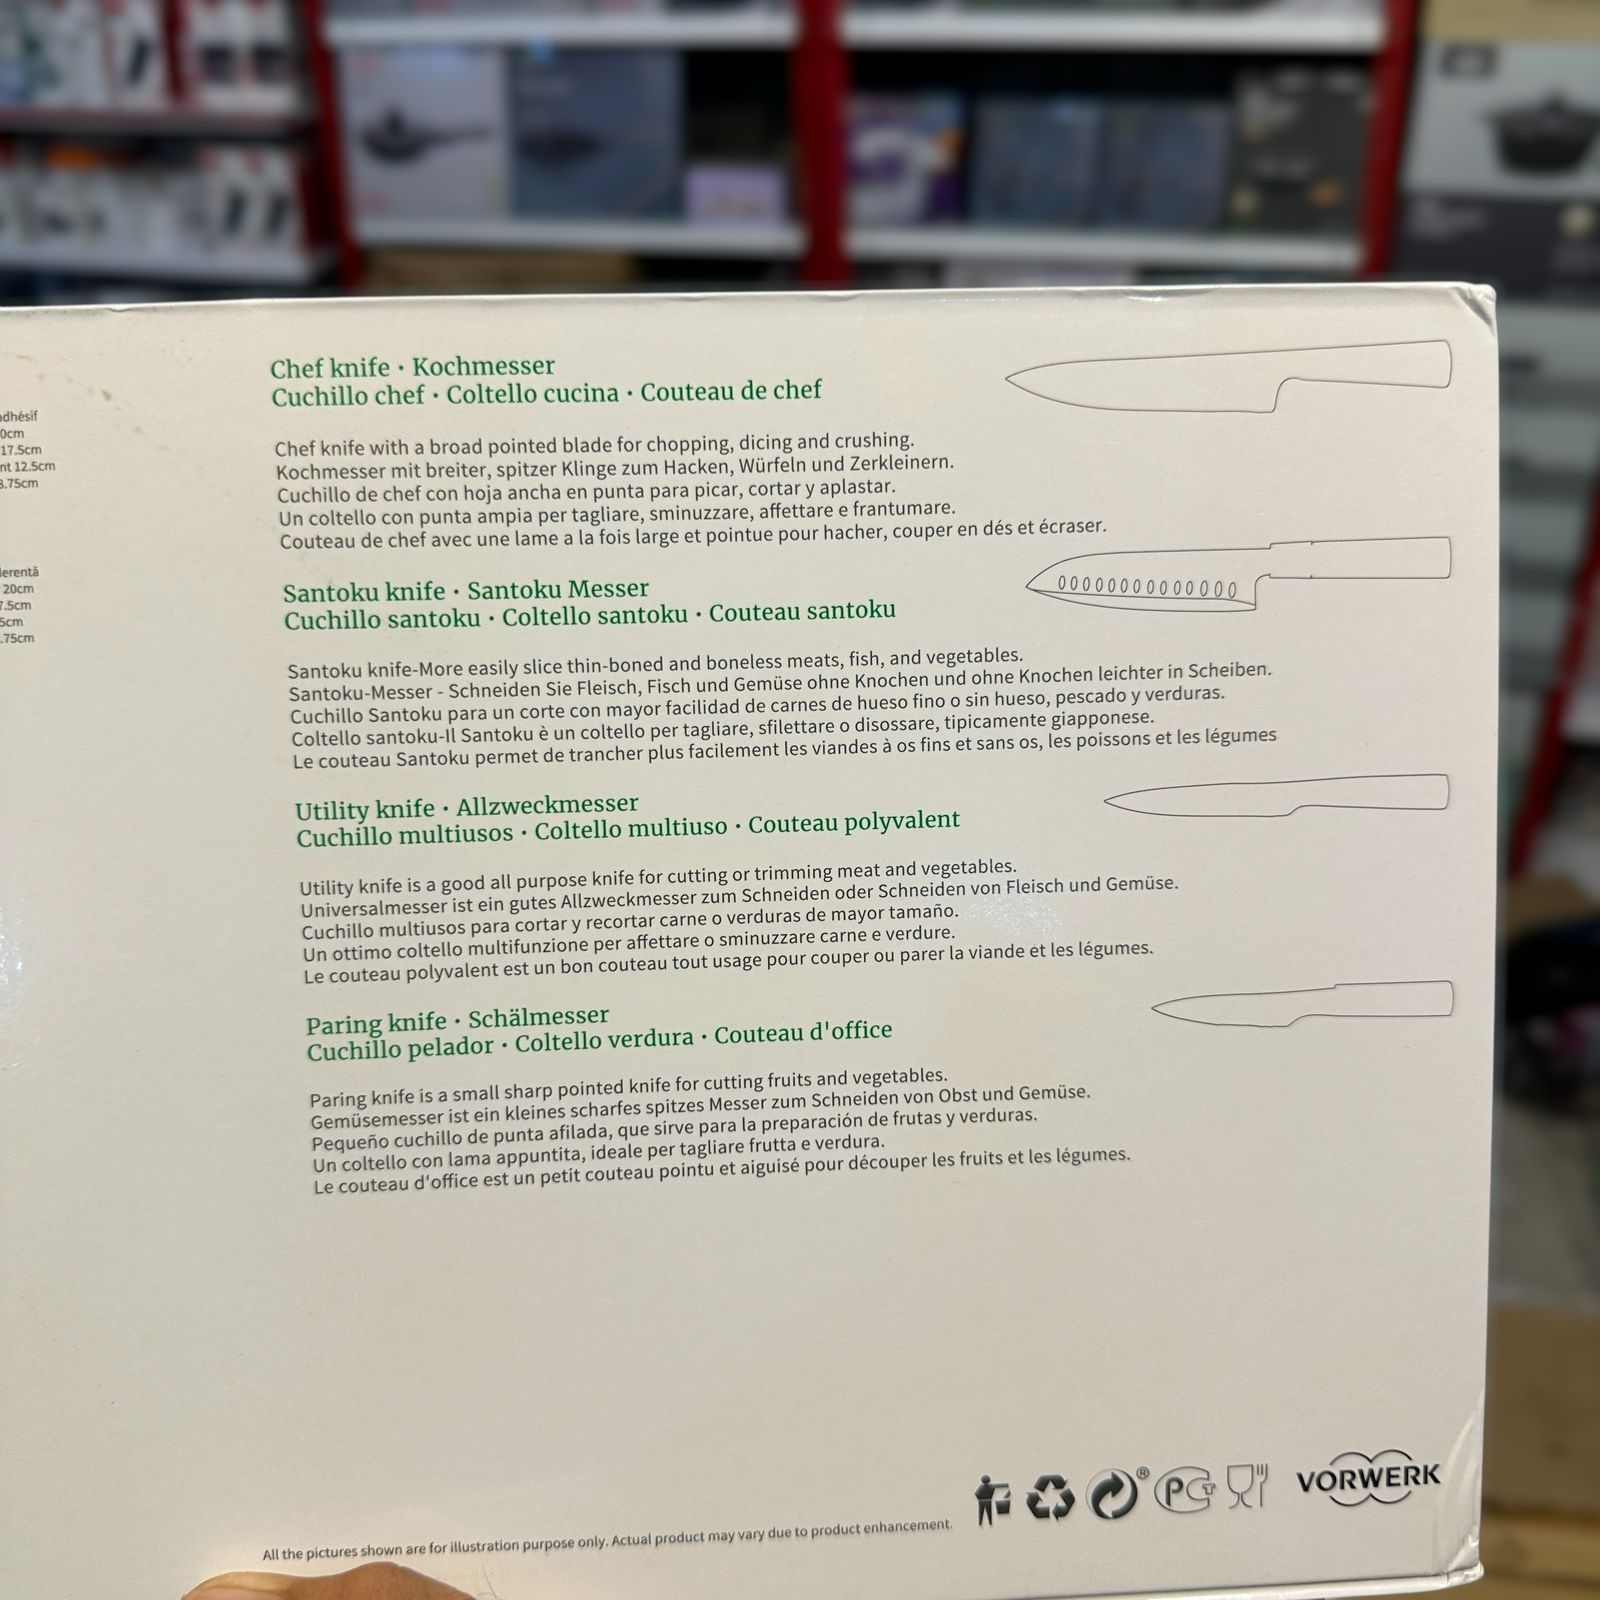 dhésif
0cm
17.5cm
nt 12.5cm
8.75cm
erentă
20cm
7.5cm
5cm
.75cm
Chef knife · Kochmesser
Cuchillo chef · Coltello cucina · Couteau de chef
Chef knife with a broad pointed blade for chopping, dicing and crushing.
Kochmesser mit breiter, spitzer Klinge zum Hacken, Würfeln und Zerkleinern.
Cuchillo de chef con hoja ancha en punta para picar, cortar y aplastar.
Un coltello con punta ampia per tagliare, sminuzzare, affettare e frantumare.
Couteau de chef avec une lame a la fois large et pointue pour hacher, couper en dés et écraser.
Santoku knife · Santoku Messer
Cuchillo santoku · Coltello santoku · Couteau santoku
Santoku knife-More easily slice thin-boned and boneless meats, fish, and vegetables.
Santoku-Messer - Schneiden Sie Fleisch, Fisch und Gemüse ohne Knochen und ohne Knochen leichter in Scheiben.
Cuchillo Santoku para un corte con mayor facilidad de carnes de hueso fino o sin hueso, pescado y verduras.
Coltello santoku-Il Santoku è un coltello per tagliare, sfilettare o disossare, tipicamente giapponese.
Le couteau Santoku permet de trancher plus facilement les viandes à os fins et sans os, les poissons et les légumes
Utility knife · Allzweckmesser
Cuchillo multiusos · Coltello multiuso · Couteau polyvalent
Utility knife is a good all purpose knife for cutting or trimming meat and vegetables.
Universalmesser ist ein gutes Allzweckmesser zum Schneiden oder Schneiden von Fleisch und Gemüse.
Cuchillo multiusos para cortar y recortar carne o verduras de mayor tamaño.
Un ottimo coltello multifunzione per affettare o sminuzzare carne e verdure.
Le couteau polyvalent est un bon couteau tout usage pour couper ou parer la viande et les légumes.
Paring knife · Schälmesser
Cuchillo pelador · Coltello verdura · Couteau d'office
Paring knife is a small sharp pointed knife for cutting fruits and vegetables.
Gemüsemesser ist ein kleines scharfes spitzes Messer zum Schneiden von Obst und Gemüse.
Pequeño cuchillo de punta afilada, que sirve para la preparación de frutas y verduras.
Un coltello con lama appuntita, ideale per tagliare frutta e verdura.
Le couteau d'office est un petit couteau pointu et aiguisé pour découper les fruits et les légumes.
® VORWERK
All the pictures shown are for illustration purpose only. Actual product may vary due to product enhancement.